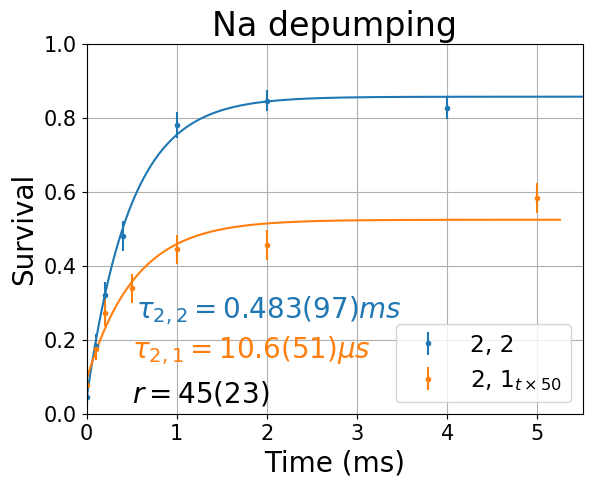 Na depumping
1.0
0.8
0.6
0.4
0.2
0.0
Survival
τ₂,₂ = 0.483(97)ms
τ₂,₁ = 10.6(51)μs
r = 45(23)
2, 2
2, 1ₜ×₅₀
0 1 2 3 4 5
Time (ms)